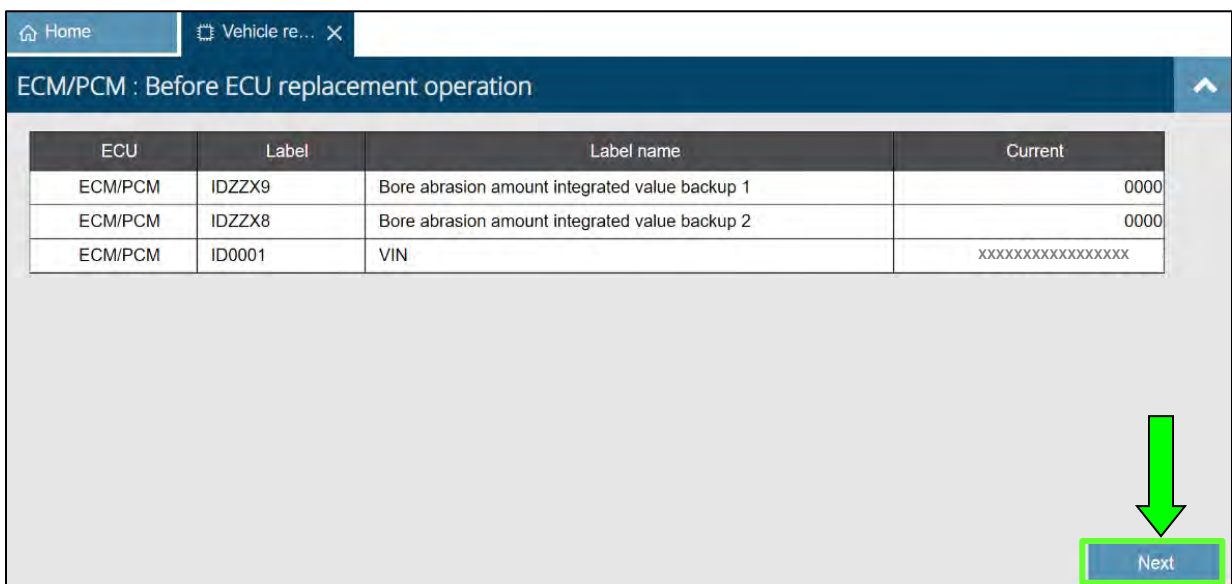 Home Vehicle re...
ECM/PCM : Before ECU replacement operation
ECU Label Label name Current
ECM/PCM IDZZX9 Bore abrasion amount integrated value backup 1 0000
ECM/PCM IDZZX8 Bore abrasion amount integrated value backup 2 0000
ECM/PCM ID0001 VIN XXXXXXXXXXXXXXXXX
Next